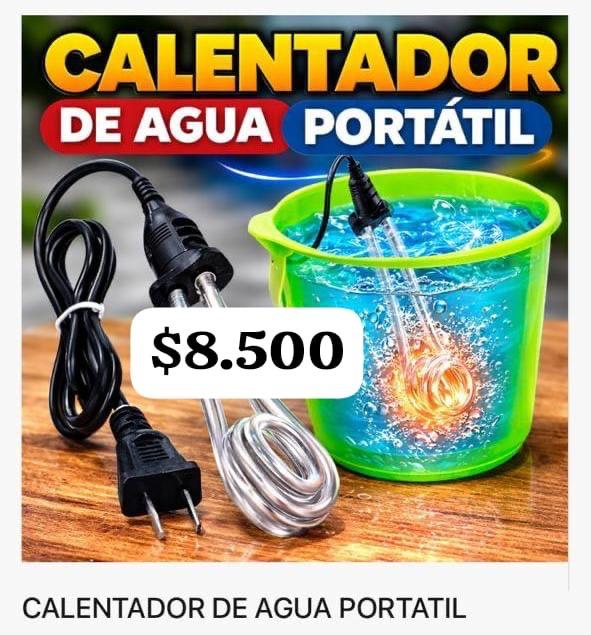 CALENTADOR
DE AGUA PORTÁTIL
$8.500
CALENTADOR DE AGUA PORTATIL